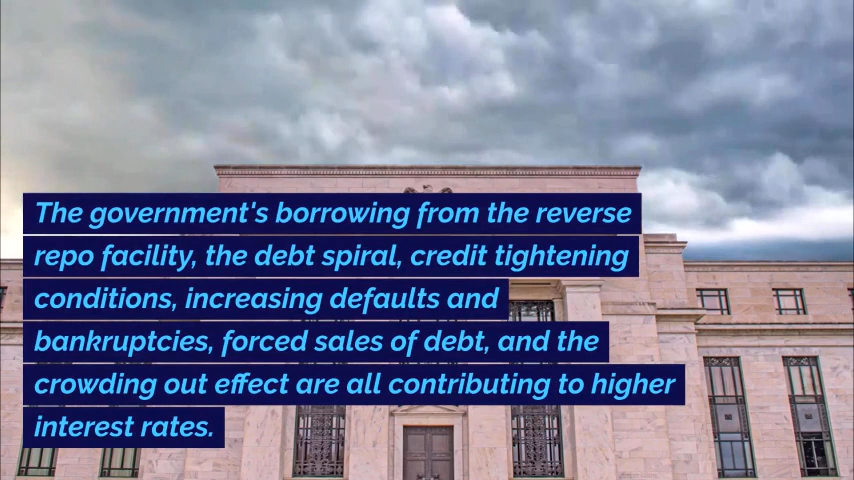 The government's borrowing from the reverse
repo facility, the debt spiral, credit tightening
conditions, increasing defaults and
bankruptcies, forced sales of debt, and the
crowding out effect are all contributing to higher
interest rates.